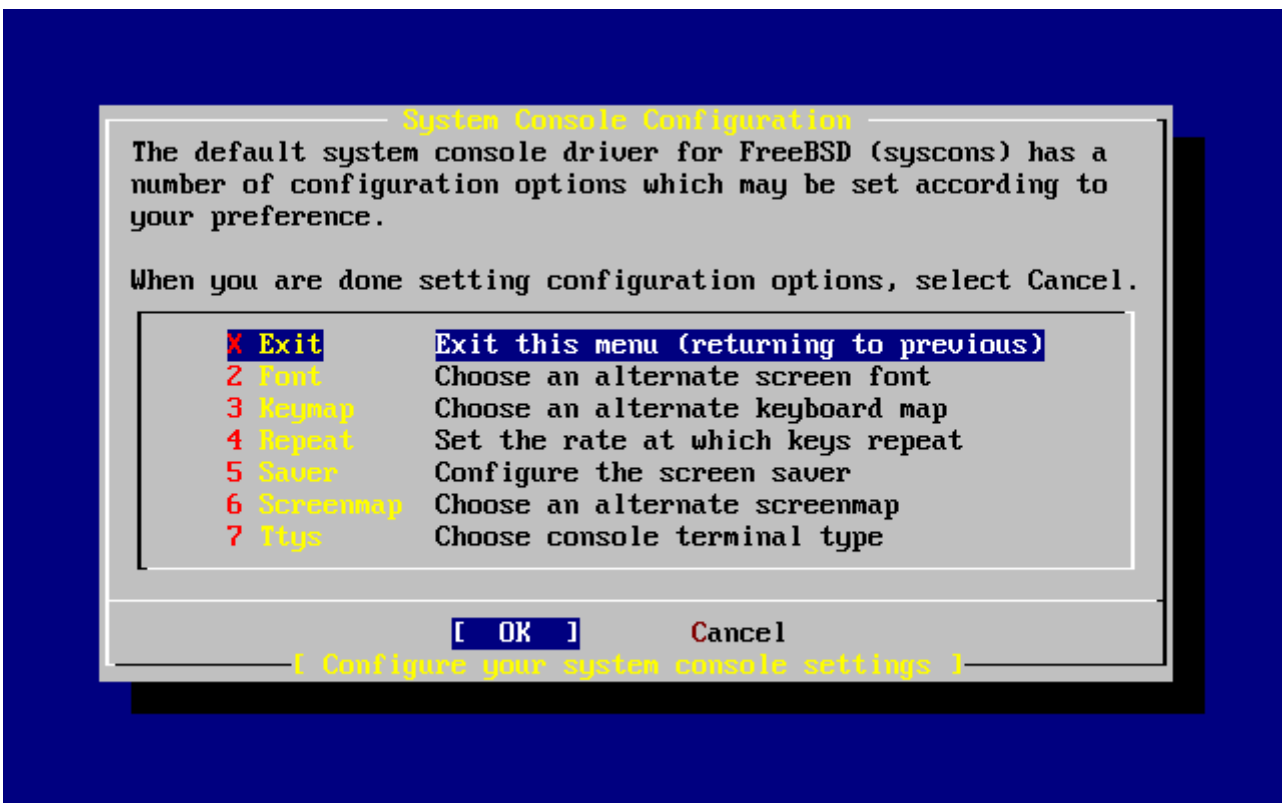 System Console Configuration
The default system console driver for FreeBSD (syscons) has a
number of configuration options which may be set according to
your preference.
When you are done setting configuration options, select Cancel.
X Exit Exit this menu (returning to previous)
2 Font Choose an alternate screen font
3 Keymap Choose an alternate keyboard map
4 Repeat Set the rate at which keys repeat
5 Saver Configure the screen saver
6 Screenmap Choose an alternate screenmap
7 Ttys Choose console terminal type
[ OK ] Cancel
[ Configure your system console settings ]